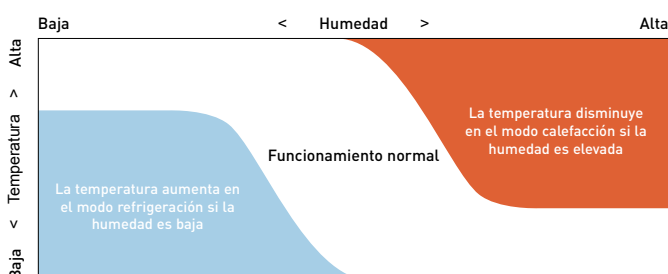 Baja < Humedad > Alta
Alta
Temperatura
Baja
< >
La temperatura disminuye
en el modo calefacción si la
humedad es elevada
Funcionamiento normal
La temperatura aumenta en
el modo refrigeración si la
humedad es baja